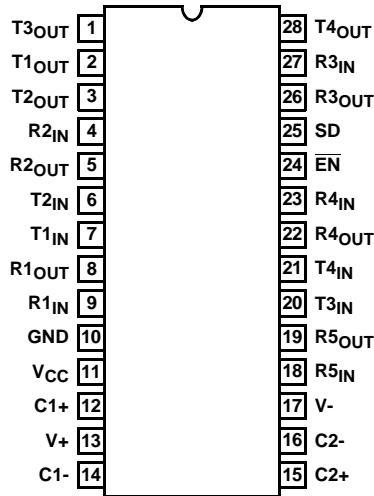 T3OUT 1 28 T4OUT
T1OUT 2 27 R3IN
T2OUT 3 26 R3OUT
R2IN 4 25 SD
R2OUT 5 24 E̅N̅
T2IN 6 23 R4IN
T1IN 7 22 R4OUT
R1OUT 8 21 T4IN
R1IN 9 20 T3IN
GND 10 19 R5OUT
VCC 11 18 R5IN
C1+ 12 17 V-
V+ 13 16 C2-
C1- 14 15 C2+